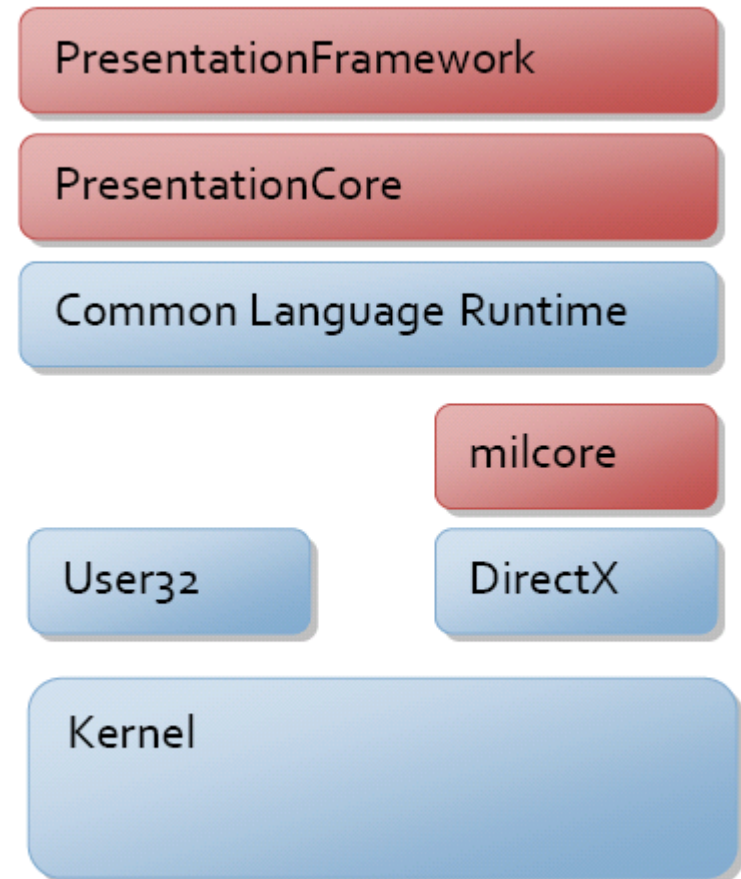 PresentationFramework
PresentationCore
Common Language Runtime
milcore
User32
DirectX
Kernel